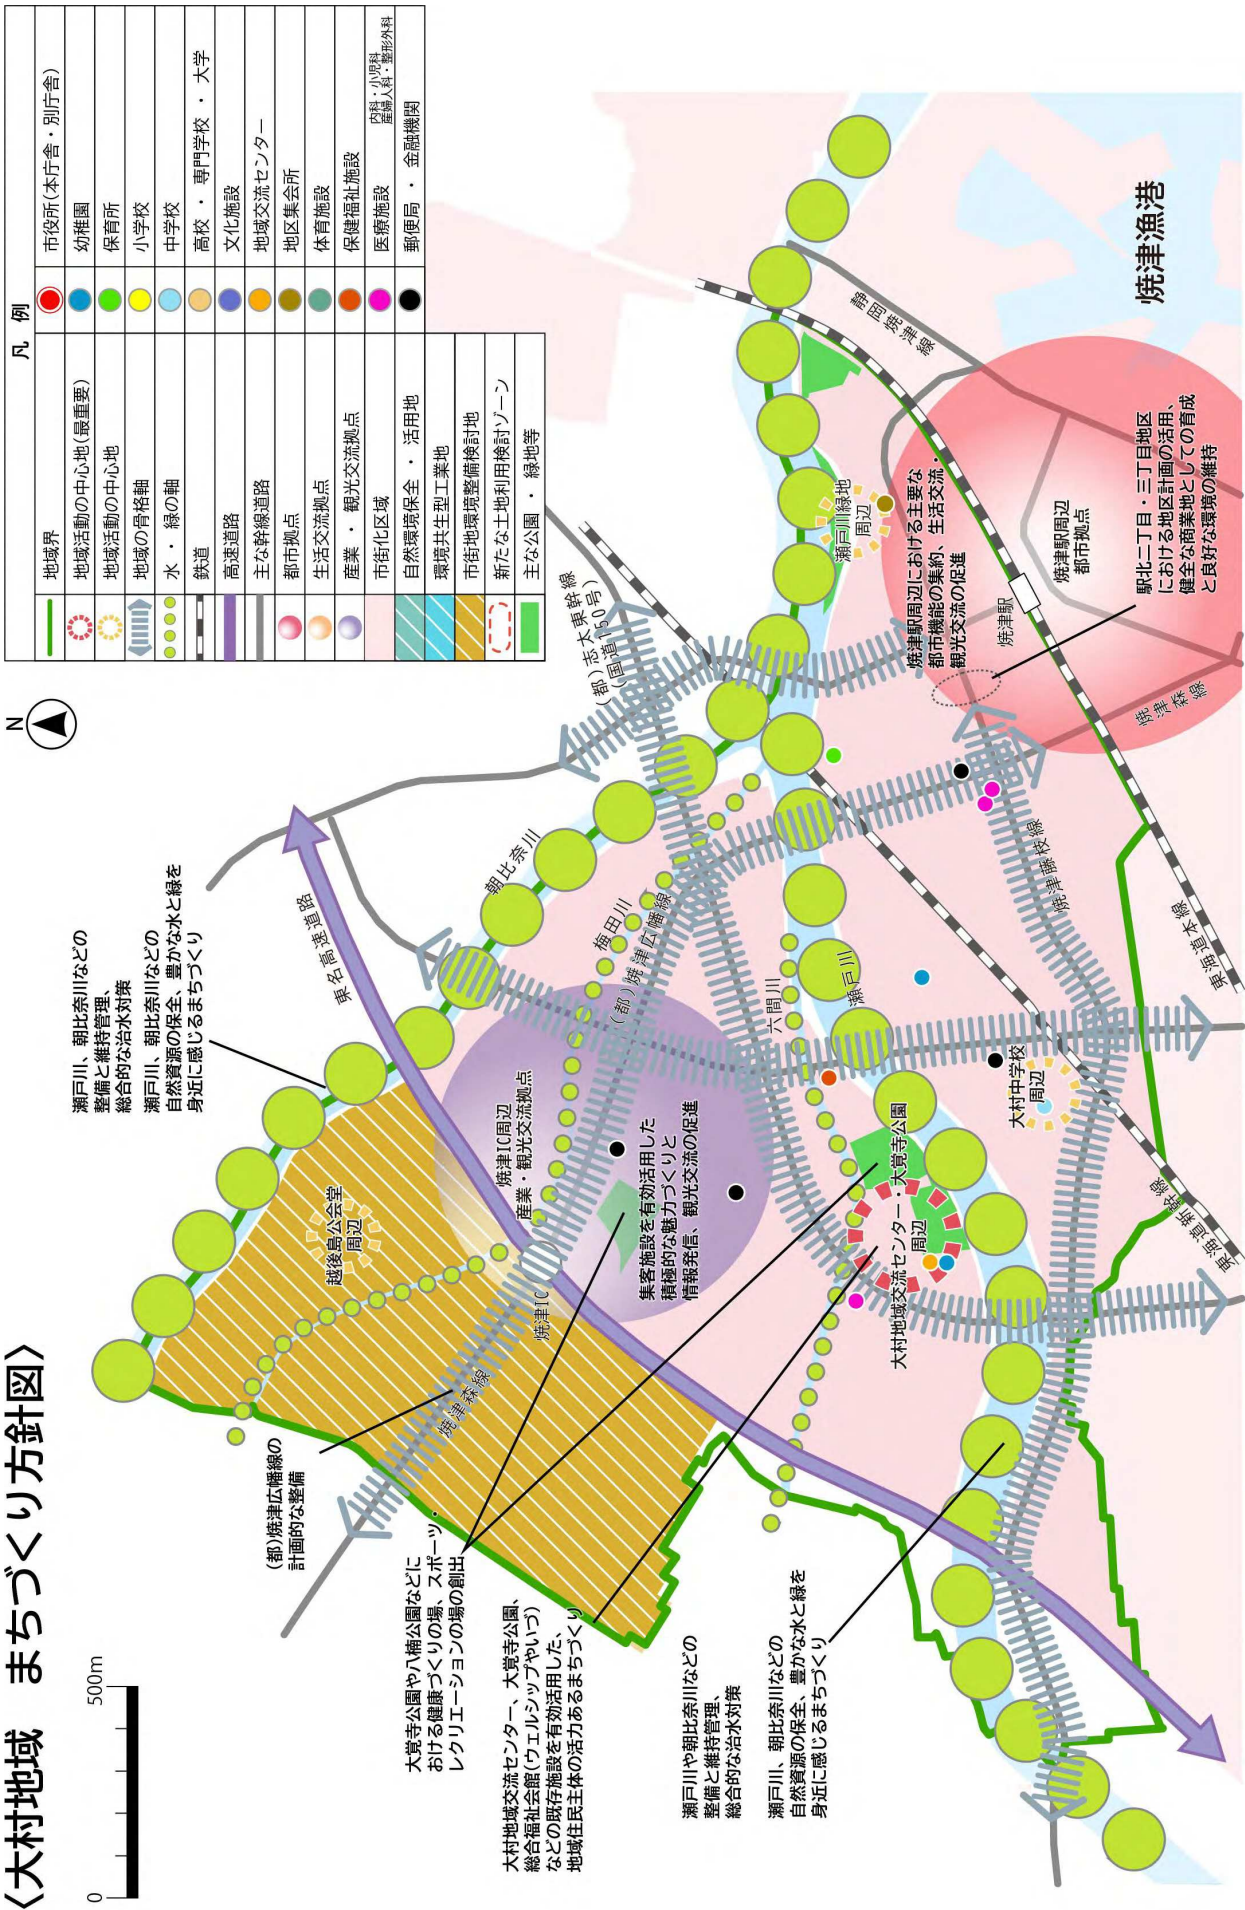 〈大村地域　まちづくり方針図〉
0
500m
N
凡　例
地域界
地域活動の中心地(最重要)
地域活動の中心地
地域の骨格軸
水・緑の軸
鉄道
高速道路
主な幹線道路
都市拠点
生活交流拠点
産業・観光交流拠点
市街化区域
自然環境保全・活用地
環境共生型工業地
市街地環境整備検討地
新たな土地利用検討ゾーン
主な公園・緑地等
市役所(本庁舎・別庁舎)
幼稚園
保育所
小学校
中学校
高校・専門学校・大学
文化施設
地域交流センター
地区集会所
体育施設
保健福祉施設
医療施設
内科・小児科
産婦人科・整形外科
郵便局・金融機関
瀬戸川、朝比奈川などの
整備と維持管理、
総合的な治水対策
瀬戸川、朝比奈川などの
自然資源の保全、豊かな水と緑を
身近に感じるまちづくり
(都)焼津広幡線の
計画的な整備
大覚寺公園や八楠公園などに
おける健康づくりの場、スポーツ・
レクリエーションの場の創出
大村地域交流センター、大覚寺公園、
総合福祉会館(ウェルシップやいづ)
などの既存施設を有効活用した、
地域住民主体の活力あるまちづくり
瀬戸川や朝比奈川などの
整備と維持管理、
総合的な治水対策
瀬戸川、朝比奈川などの
自然資源の保全、豊かな水と緑を
身近に感じるまちづくり
越後島公会堂
周辺
焼津森線
焼津IC
東名高速道路
朝比奈川
梅田川
(都)焼津広幡線
焼津IC周辺
産業・観光交流拠点
集客施設を有効活用した
積極的な魅力づくりと
情報発信、観光交流の促進
六間川
瀬戸川
大村地域交流センター・大覚寺公園
周辺
大村中学校
周辺
焼津藤枝線
東海道新幹線
東海道本線
(都)志太東幹線
(国道150号)
瀬戸川緑地
周辺
静岡焼津線
焼津漁港
焼津駅周辺における主要な
都市機能の集約、生活交流・
観光交流の促進
焼津駅
焼津駅周辺
都市拠点
焼津森線
駅北二丁目・三丁目地区
における地区計画の活用、
健全な商業地としての育成
と良好な環境の維持